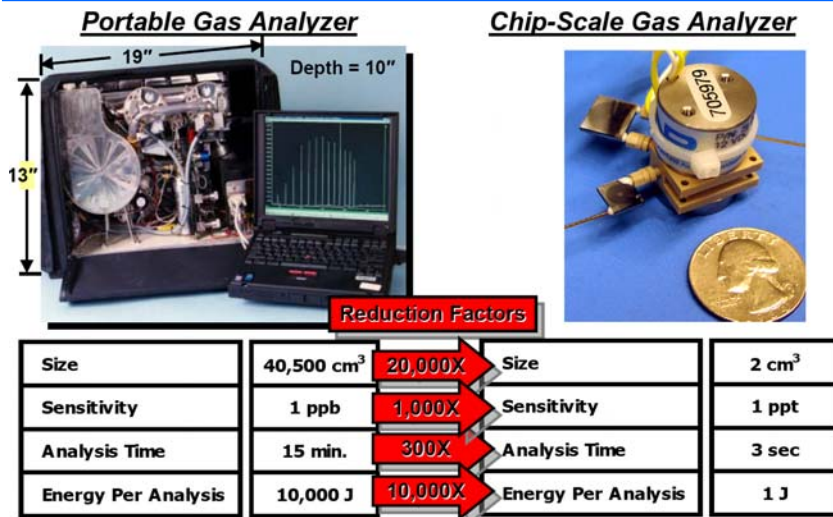 Portable Gas Analyzer
Chip-Scale Gas Analyzer
19″
Depth = 10″
13″
705979
LIBERTY
Reduction Factors
Size 40,500 cm³ 20,000X Size 2 cm³
Sensitivity 1 ppb 1,000X Sensitivity 1 ppt
Analysis Time 15 min. 300X Analysis Time 3 sec
Energy Per Analysis 10,000 J 10,000X Energy Per Analysis 1 J